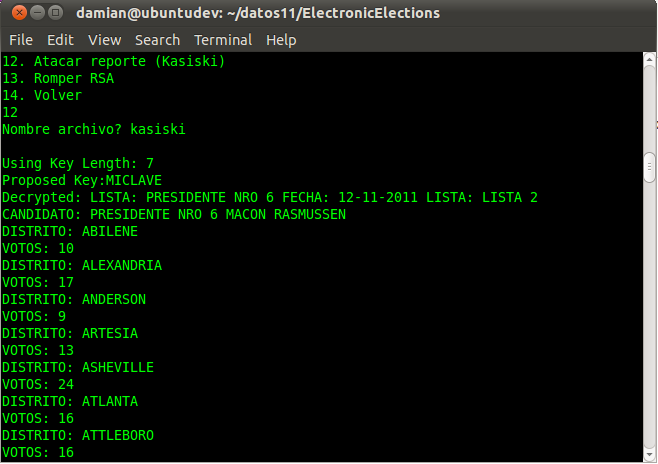 damian@ubuntudev: ~/datos11/ElectronicElections
File Edit View Search Terminal Help
12. Atacar reporte (Kasiski)
13. Romper RSA
14. Volver
12
Nombre archivo? kasiski
Using Key Length: 7
Proposed Key:MICLAVE
Decrypted: LISTA: PRESIDENTE NRO 6 FECHA: 12-11-2011 LISTA: LISTA 2
CANDIDATO: PRESIDENTE NRO 6 MACON RASMUSSEN
DISTRITO: ABILENE
VOTOS: 10
DISTRITO: ALEXANDRIA
VOTOS: 17
DISTRITO: ANDERSON
VOTOS: 9
DISTRITO: ARTESIA
VOTOS: 13
DISTRITO: ASHEVILLE
VOTOS: 24
DISTRITO: ATLANTA
VOTOS: 16
DISTRITO: ATTLEBORO
VOTOS: 16